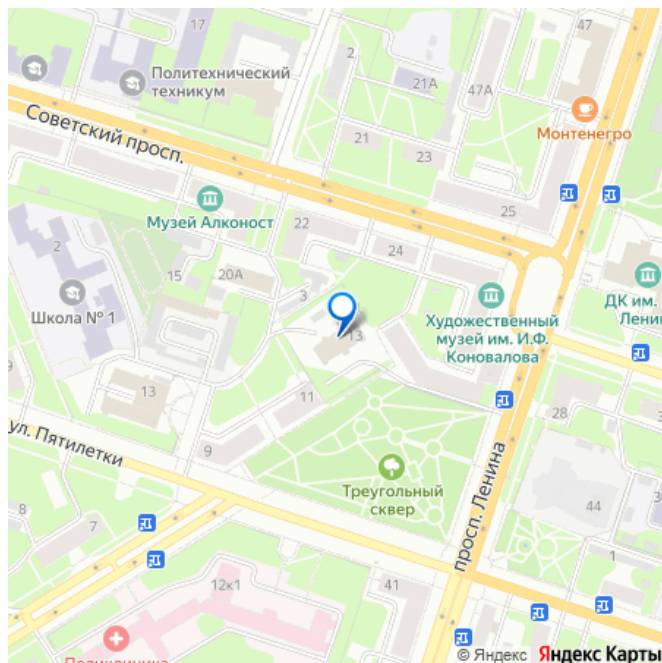 17
47
2
21А
47А
Политехнический
техникум
Монтенегро
Советский просп.
21
23
25
Музей Алконост
22
24
2
15
20А
3
ДК им.
Художественный
музей им. И.Ф.
Коновалова
Школа № 1
13
13
11
28
9
ул. Пятилетки
просп. Ленина
Треугольный
сквер
44
8
7
1
12к1
41
© Яндекс
Яндекс Карты